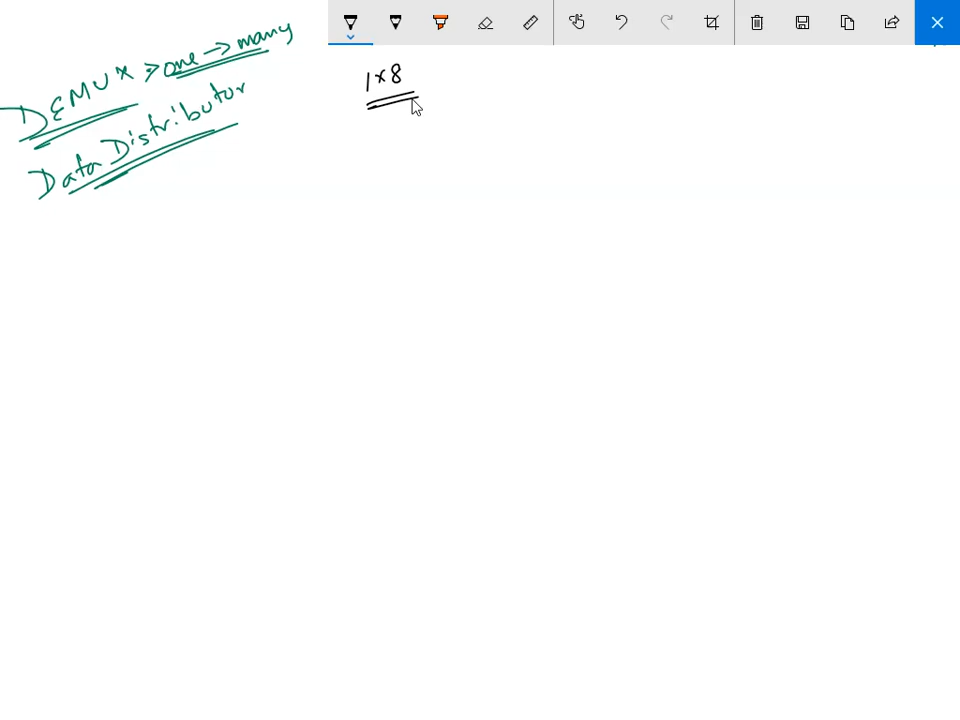 DEMUX → one → many
Data Distributor
1x8